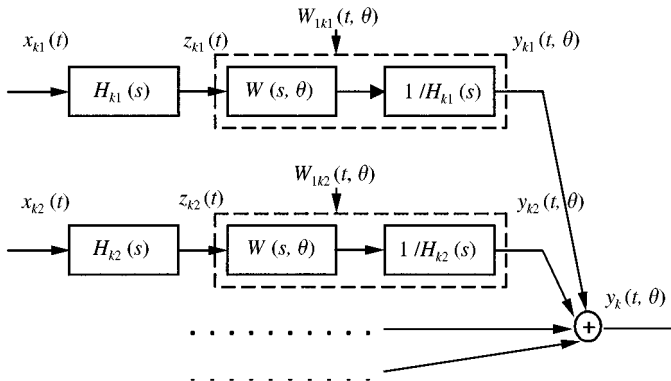 W₁ₖ₁(t, θ)
xₖ₁(t) zₖ₁(t) yₖ₁(t, θ)
Hₖ₁(s) W(s, θ) 1/Hₖ₁(s)
W₁ₖ₂(t, θ)
xₖ₂(t) zₖ₂(t) yₖ₂(t, θ)
Hₖ₂(s) W(s, θ) 1/Hₖ₂(s)
yₖ(t, θ)
+